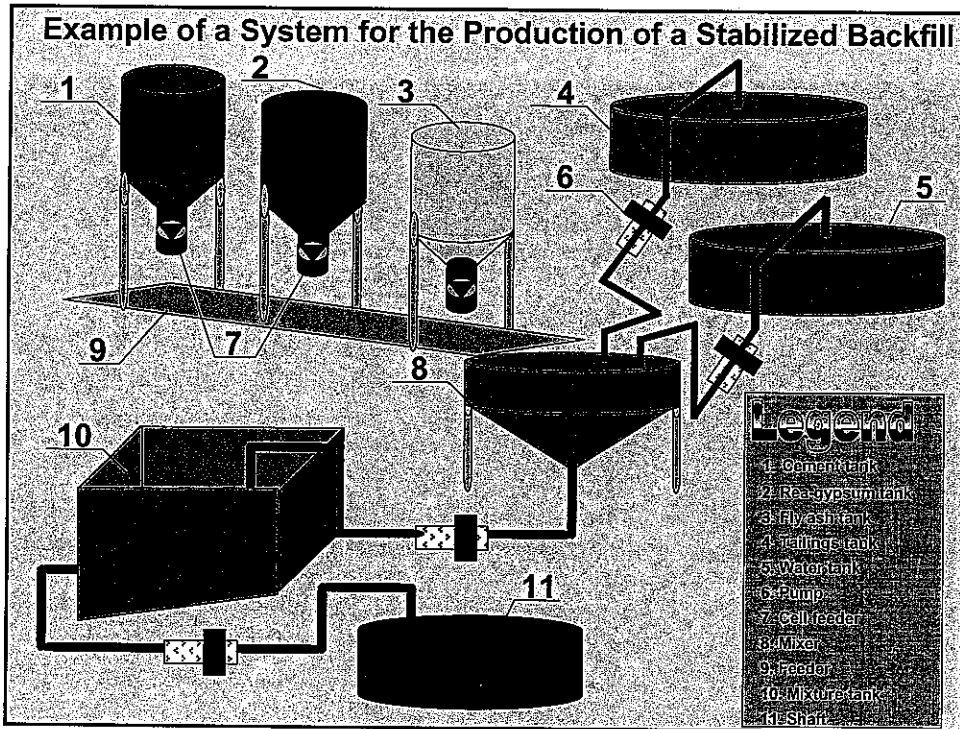 Example of a System for the Production of a Stabilized Backfill
1
2
3
4
5
6
7
8
9
10
11
Legend
1. Cement tank
2. Rea-gypsum tank
3. Fly ash tank
4. Tailings tank
5. Water tank
6. Pump
7. Cell feeder
8. Mixer
9. Feeder
10. Mixture tank
11. Shaft